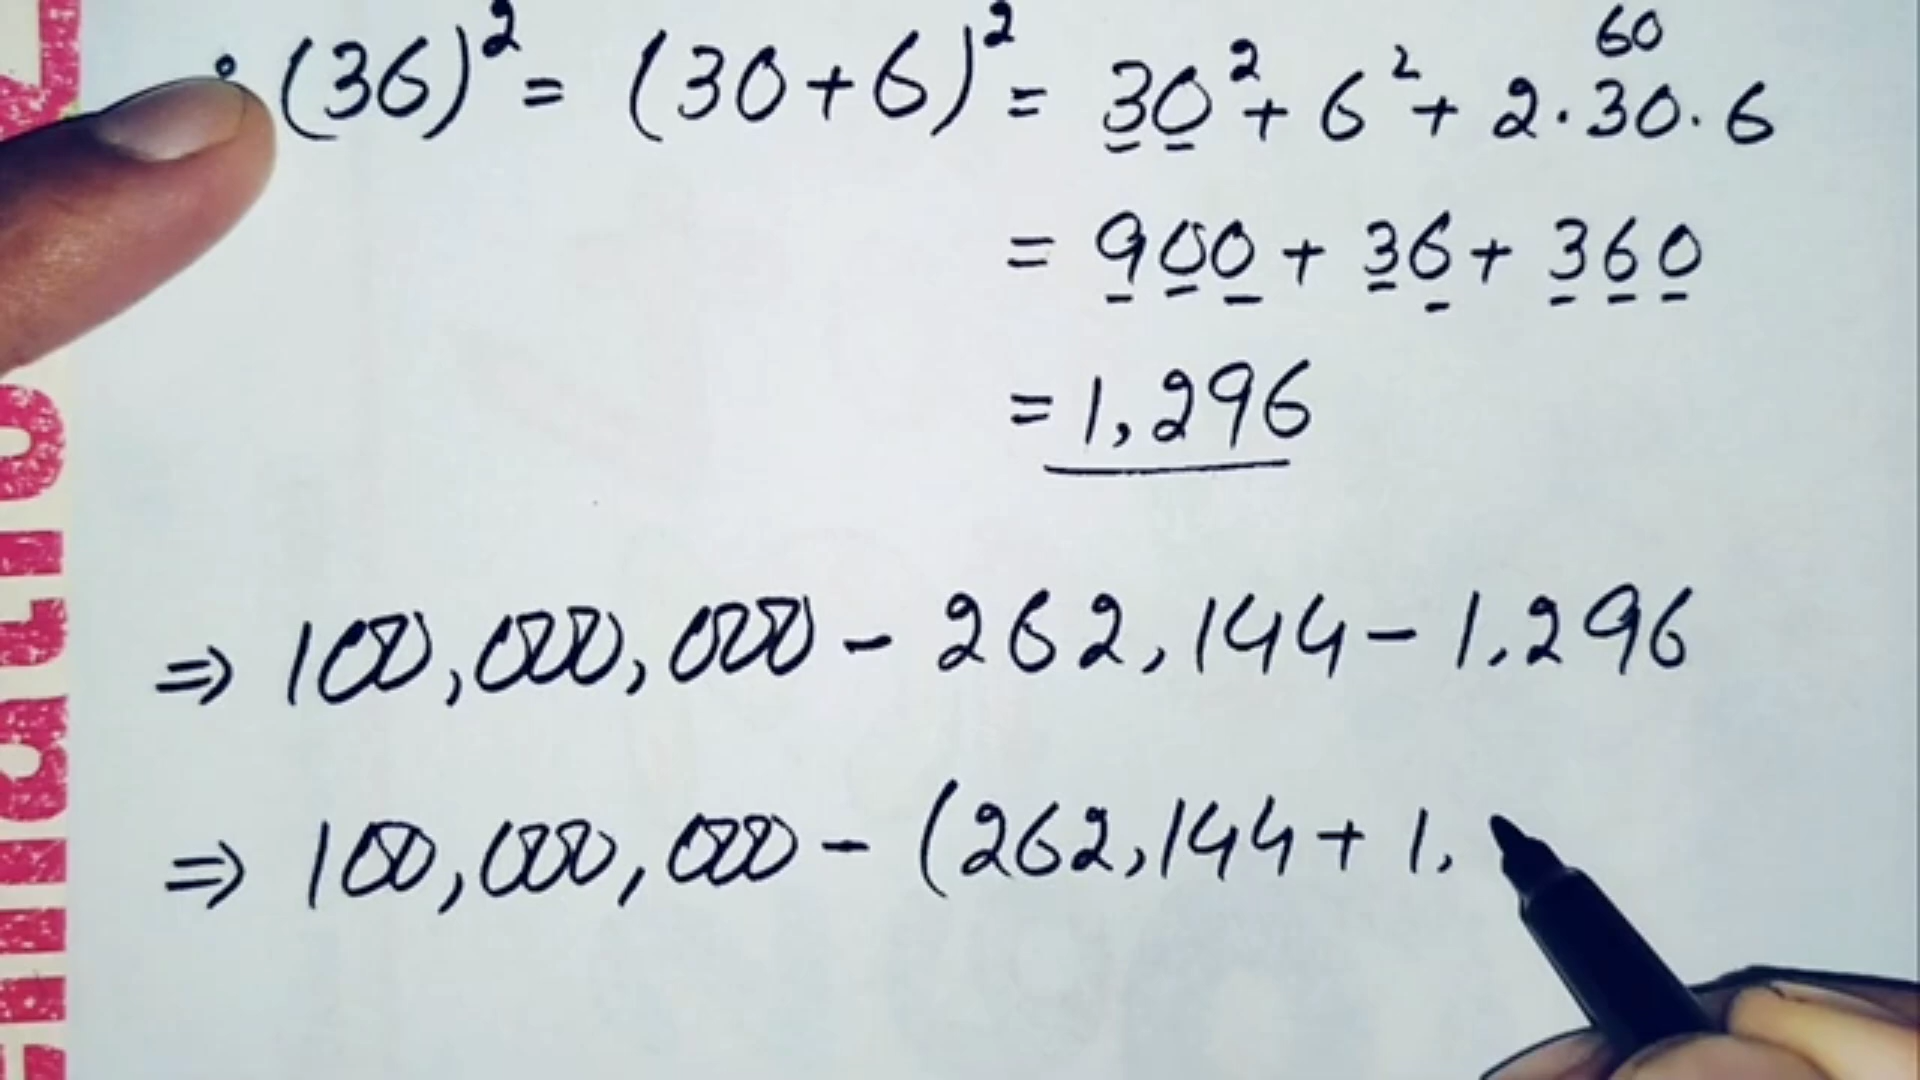 (36)² = (30+6)² = 30² + 6² + 2·30·6
60
= 900 + 36 + 360
= 1,296
⇒ 100,000,000 - 262,144 - 1,296
⇒ 100,000,000 - (262,144 + 1,